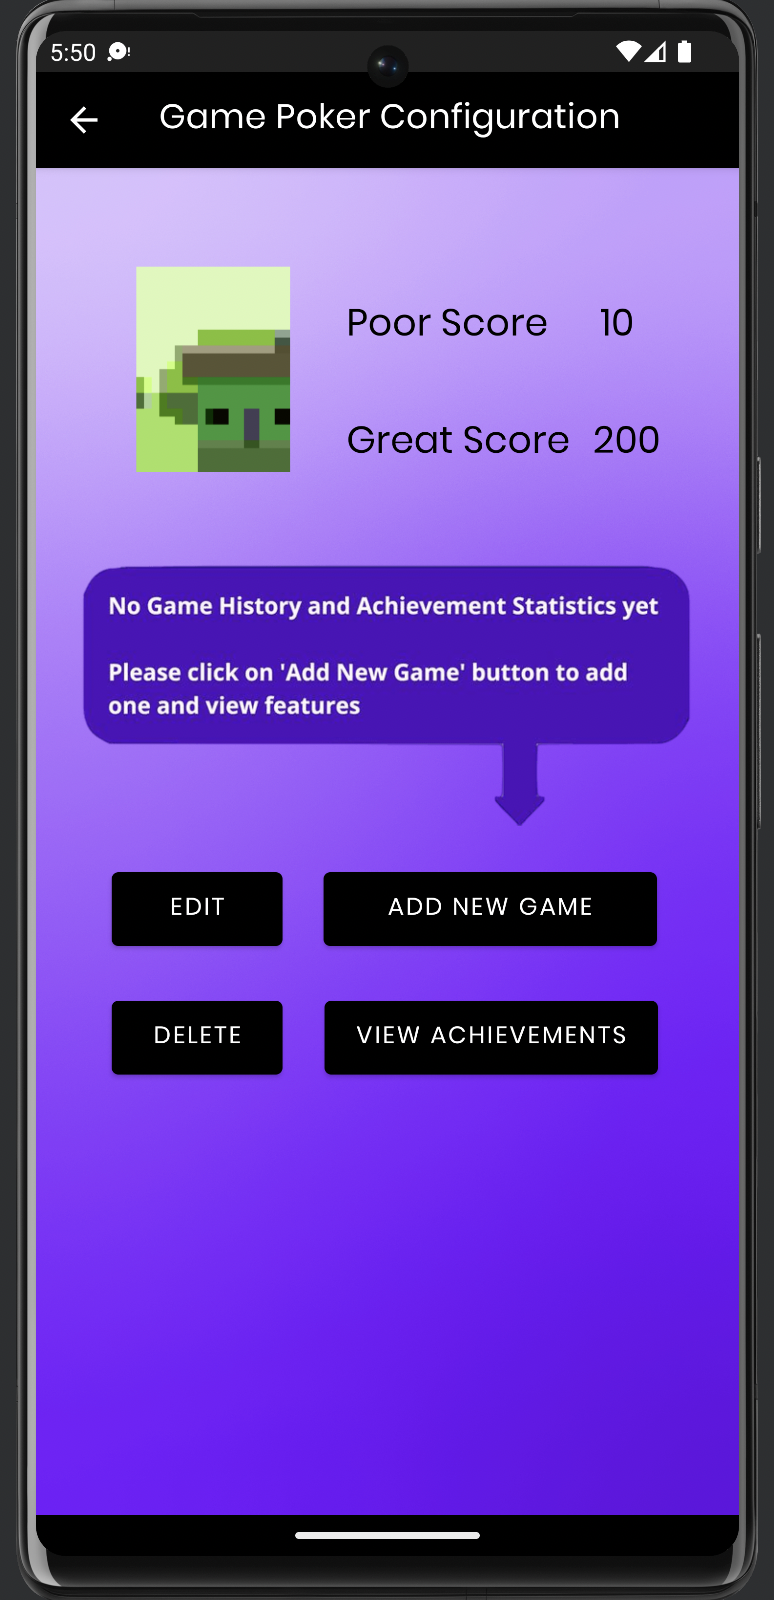 5:50
Game Poker Configuration
Poor Score 10
Great Score 200
No Game History and Achievement Statistics yet
Please click on 'Add New Game' button to add
one and view features
EDIT
ADD NEW GAME
DELETE
VIEW ACHIEVEMENTS